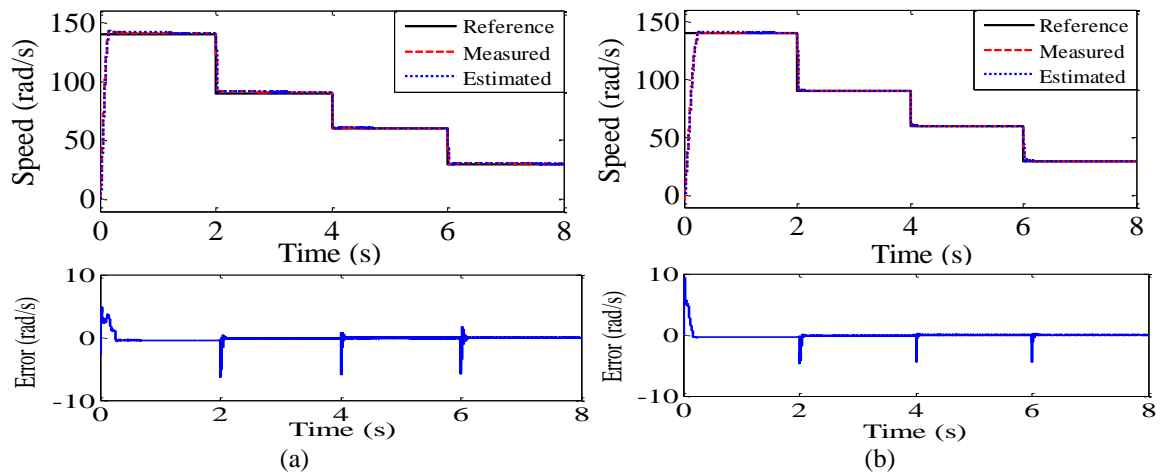 150
100
50
0
Speed (rad/s)
Reference
Measured
Estimated
0 2 4 6 8
Time (s)
10
0
-10
Error (rad/s)
0 2 4 6 8
Time (s)
(a)
150
100
50
0
Speed (rad/s)
Reference
Measured
Estimated
0 2 4 6 8
Time (s)
10
0
-10
Error (rad/s)
0 2 4 6 8
Time (s)
(b)